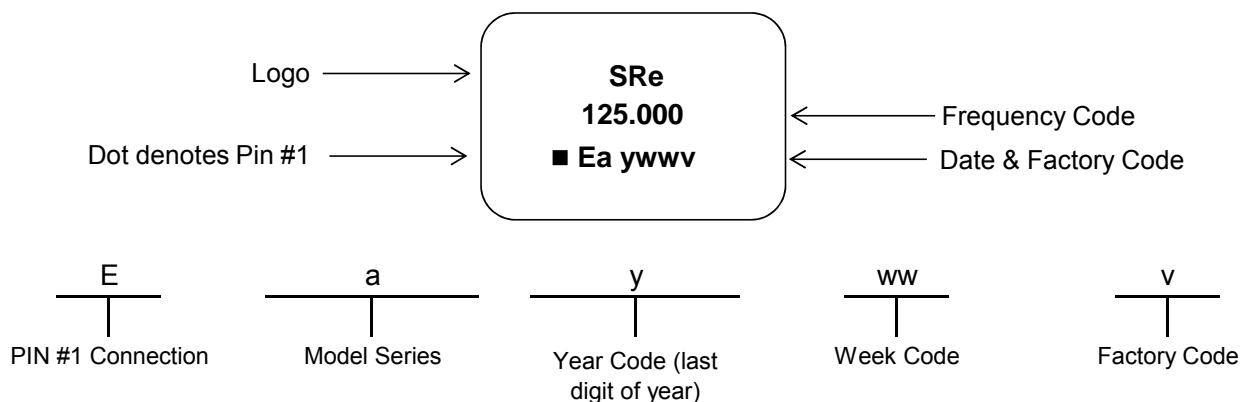 Logo
SRe
125.000
Frequency Code
Dot denotes Pin #1
■ Ea ywwv
Date & Factory Code
E
a
y
ww
v
PIN #1 Connection
Model Series
Year Code (last
digit of year)
Week Code
Factory Code